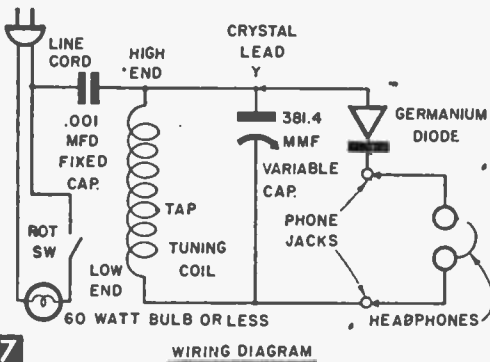 LINE
CORD
HIGH
END
CRYSTAL
LEAD
Y
.001
MFD
FIXED
CAP.
381.4
MMF
VARIABLE
CAP.
GERMANIUM
DIODE
TAP
TUNING
COIL
PHONE
JACKS
ROT
SW
LOW
END
60 WATT BULB OR LESS
HEADPHONES
7
WIRING DIAGRAM